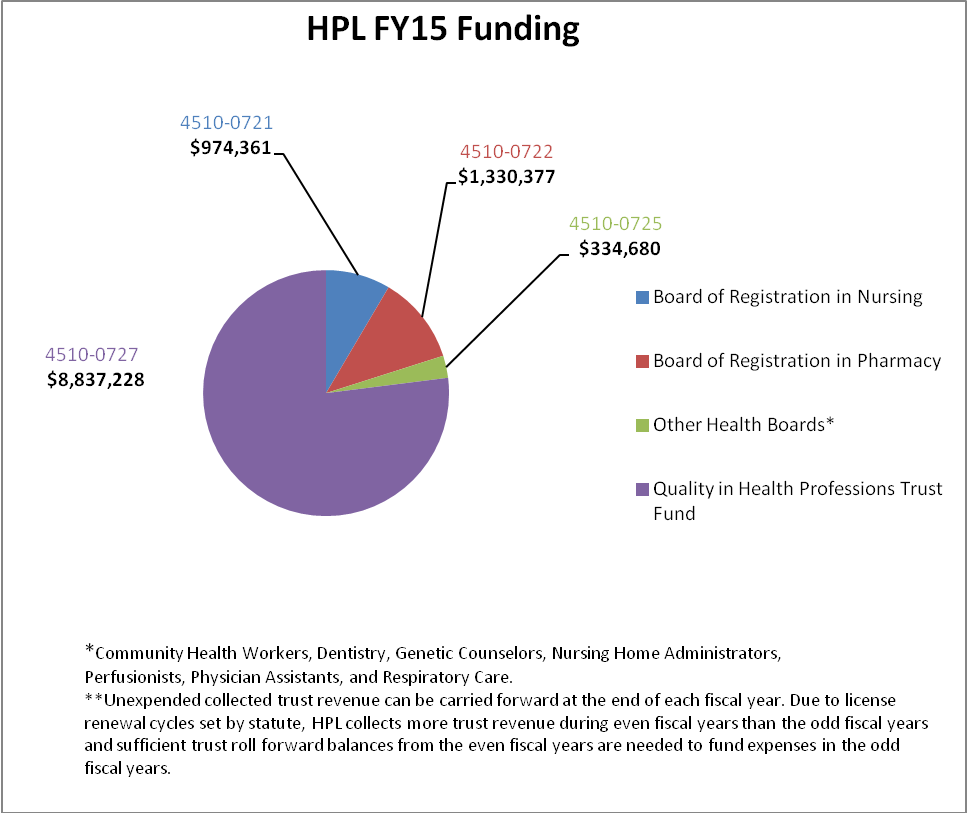 HPL FY15 Funding
4510-0721
$974,361
4510-0722
$1,330,377
4510-0725
$334,680
4510-0727
$8,837,228
Board of Registration in Nursing
Board of Registration in Pharmacy
Other Health Boards*
Quality in Health Professions Trust
Fund
*Community Health Workers, Dentistry, Genetic Counselors, Nursing Home Administrators,
Perfusionists, Physician Assistants, and Respiratory Care.
**Unexpended collected trust revenue can be carried forward at the end of each fiscal year. Due to license
renewal cycles set by statute, HPL collects more trust revenue during even fiscal years than the odd fiscal years
and sufficient trust roll forward balances from the even fiscal years are needed to fund expenses in the odd
fiscal years.